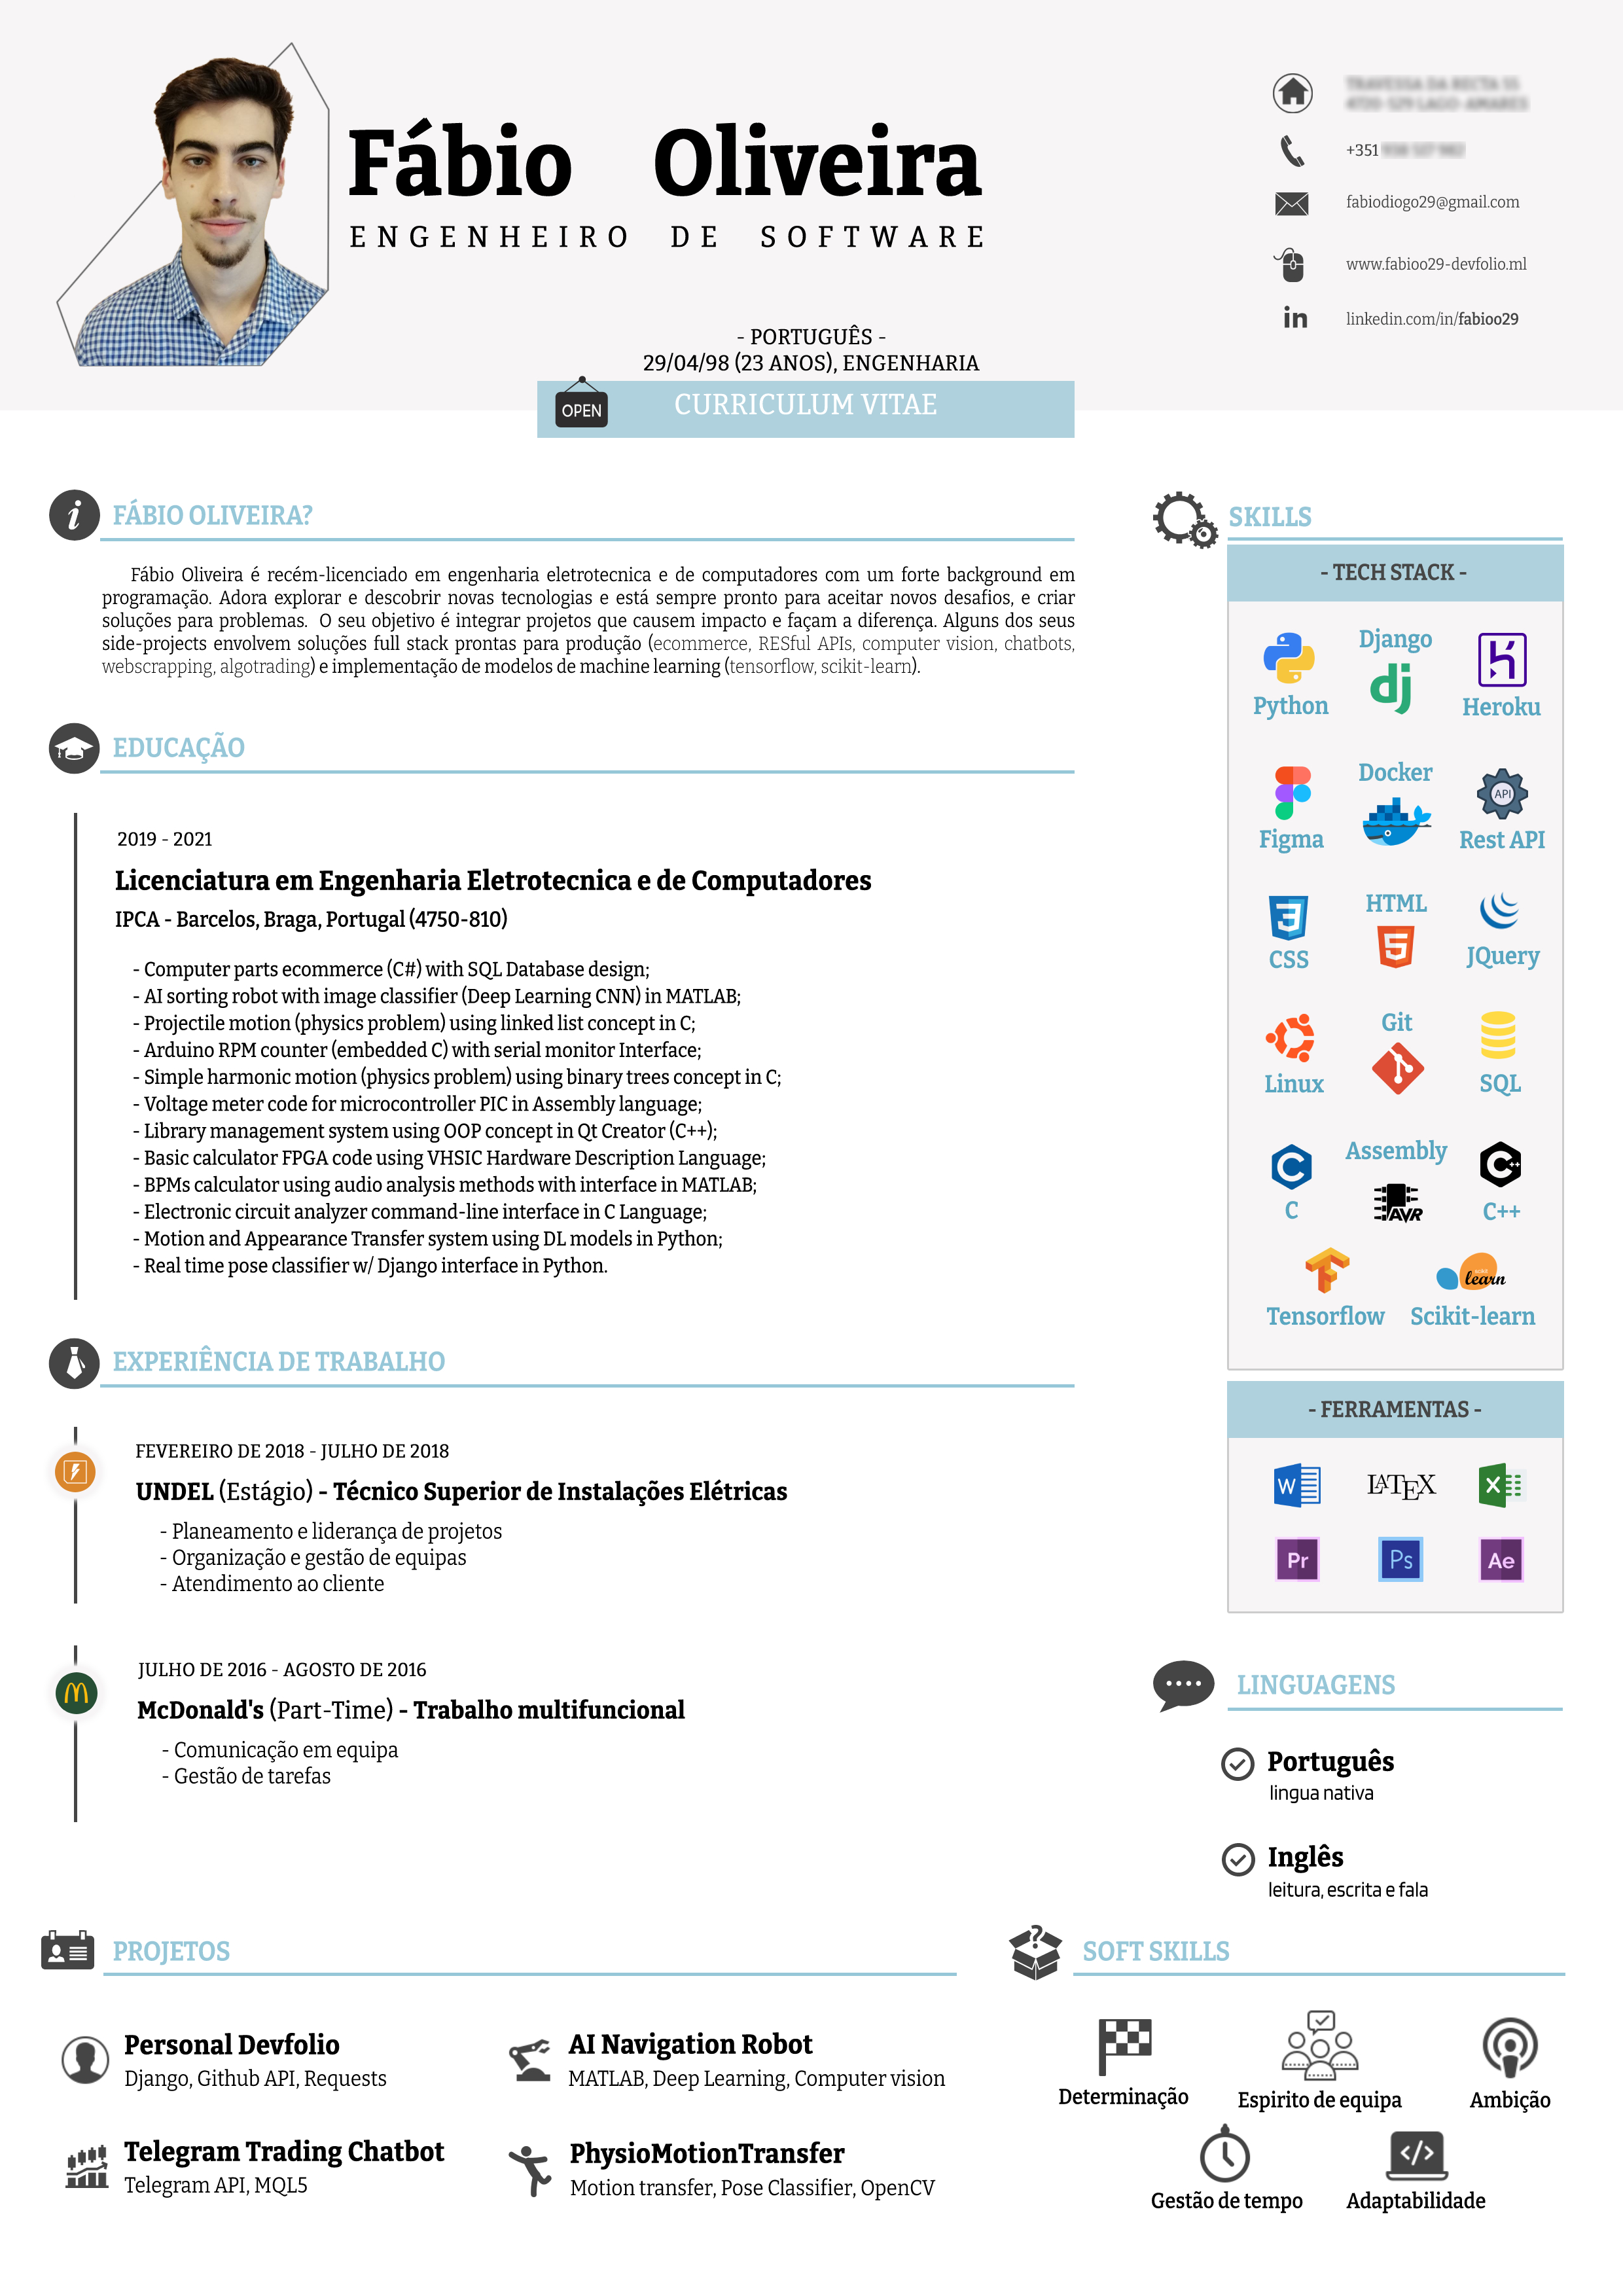 Fábio Oliveira
ENGENHEIRO DE SOFTWARE
- PORTUGUÊS -
29/04/98 (23 ANOS), ENGENHARIA
OPEN
CURRICULUM VITAE
+351
fabiodiogo29@gmail.com
www.fabioo29-devfolio.ml
in
linkedin.com/in/fabioo29
i
FÁBIO OLIVEIRA?
Fábio Oliveira é recém-licenciado em engenharia eletrotecnica e de computadores com um forte background em
programação. Adora explorar e descobrir novas tecnologias e está sempre pronto para aceitar novos desafios, e criar
soluções para problemas. O seu objetivo é integrar projetos que causem impacto e façam a diferença. Alguns dos seus
side-projects envolvem soluções full stack prontas para produção (ecommerce, RESful APIs, computer vision, chatbots,
webscrapping, algotrading) e implementação de modelos de machine learning (tensorflow, scikit-learn).
EDUCAÇÃO
2019 - 2021
Licenciatura em Engenharia Eletrotecnica e de Computadores
IPCA - Barcelos, Braga, Portugal (4750-810)
- Computer parts ecommerce (C#) with SQL Database design;
- AI sorting robot with image classifier (Deep Learning CNN) in MATLAB;
- Projectile motion (physics problem) using linked list concept in C;
- Arduino RPM counter (embedded C) with serial monitor Interface;
- Simple harmonic motion (physics problem) using binary trees concept in C;
- Voltage meter code for microcontroller PIC in Assembly language;
- Library management system using OOP concept in Qt Creator (C++);
- Basic calculator FPGA code using VHSIC Hardware Description Language;
- BPMs calculator using audio analysis methods with interface in MATLAB;
- Electronic circuit analyzer command-line interface in C Language;
- Motion and Appearance Transfer system using DL models in Python;
- Real time pose classifier w/ Django interface in Python.
EXPERIÊNCIA DE TRABALHO
FEVEREIRO DE 2018 - JULHO DE 2018
UNDEL (Estágio) - Técnico Superior de Instalações Elétricas
- Planeamento e liderança de projetos
- Organização e gestão de equipas
- Atendimento ao cliente
JULHO DE 2016 - AGOSTO DE 2016
McDonald's (Part-Time) - Trabalho multifuncional
- Comunicação em equipa
- Gestão de tarefas
SKILLS
- TECH STACK -
Python
Django
dj
Heroku
Figma
Docker
API
Rest API
3
CSS
HTML
5
JQuery
Linux
Git
SQL
C
C
Assembly
AVR
C++
C++
Tensorflow
scikit
learn
Scikit-learn
- FERRAMENTAS -
W
LATEX
X
Pr
Ps
Ae
LINGUAGENS
Português
lingua nativa
Inglês
leitura, escrita e fala
PROJETOS
Personal Devfolio
Django, Github API, Requests
AI Navigation Robot
MATLAB, Deep Learning, Computer vision
Telegram Trading Chatbot
Telegram API, MQL5
PhysioMotionTransfer
Motion transfer, Pose Classifier, OpenCV
?
SOFT SKILLS
Determinação
Espirito de equipa
Ambição
Gestão de tempo
</>
Adaptabilidade